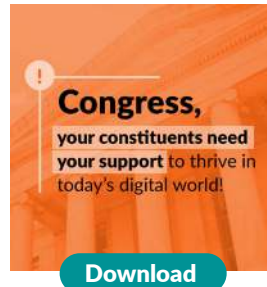 !
Congress,
your constituents need
your support to thrive in
today's digital world!
Download